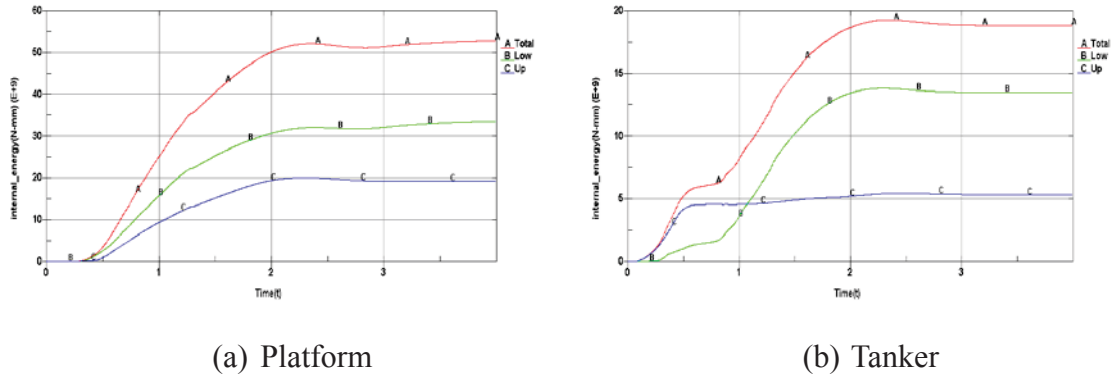 60
50
40
30
20
10
0
0
1
2
3
internal_energy(N-mm) (E+9)
Time(t)
A Total
B Low
C Up
A
A
A
A
A
B
B
B
B
B
C
C
C
C
C
20
15
10
5
0
0
1
2
3
internal_energy(N-mm) (E+9)
Time(t)
A Total
B Low
C Up
A
A
A
A
A
B
B
B
B
B
C
C
C
C
C
(a) Platform
(b) Tanker